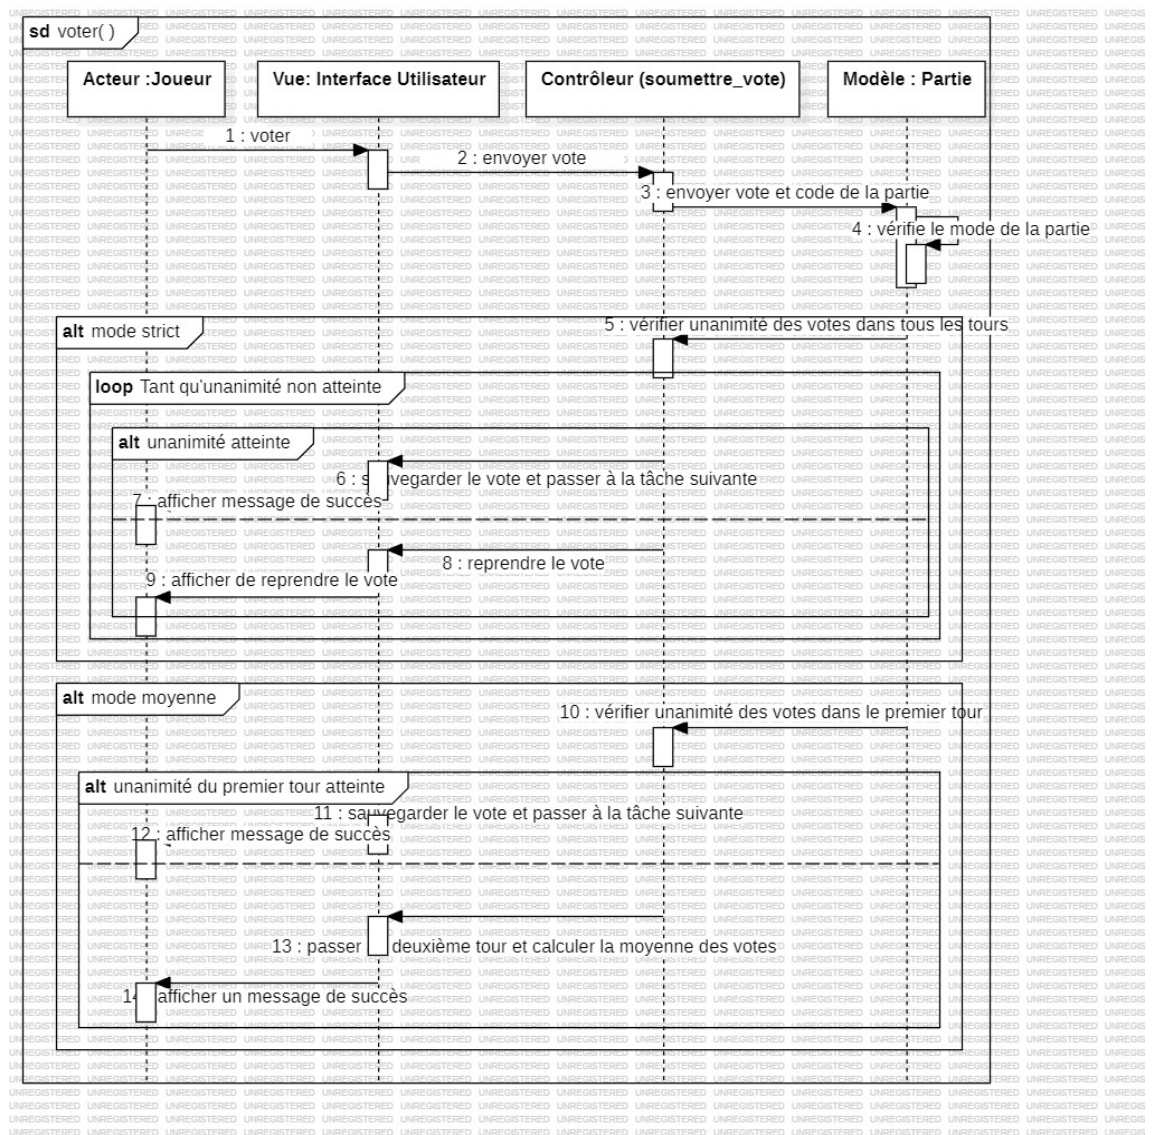 sd voter( )
Acteur :Joueur
Vue: Interface Utilisateur
Contrôleur (soumettre_vote)
Modèle : Partie
1 : voter
2 : envoyer vote
3 : envoyer vote et code de la partie
4 : vérifie le mode de la partie
5 : vérifier unanimité des votes dans tous les tours
alt mode strict
loop Tant qu'unanimité non atteinte
alt unanimité atteinte
6 : sauvegarder le vote et passer à la tâche suivante
7 : afficher message de succès
8 : reprendre le vote
9 : afficher de reprendre le vote
alt mode moyenne
10 : vérifier unanimité des votes dans le premier tour
alt unanimité du premier tour atteinte
11 : sauvegarder le vote et passer à la tâche suivante
12 : afficher message de succès
13 : passer deuxième tour et calculer la moyenne des votes
14 afficher un message de succès
UNREGISTERED